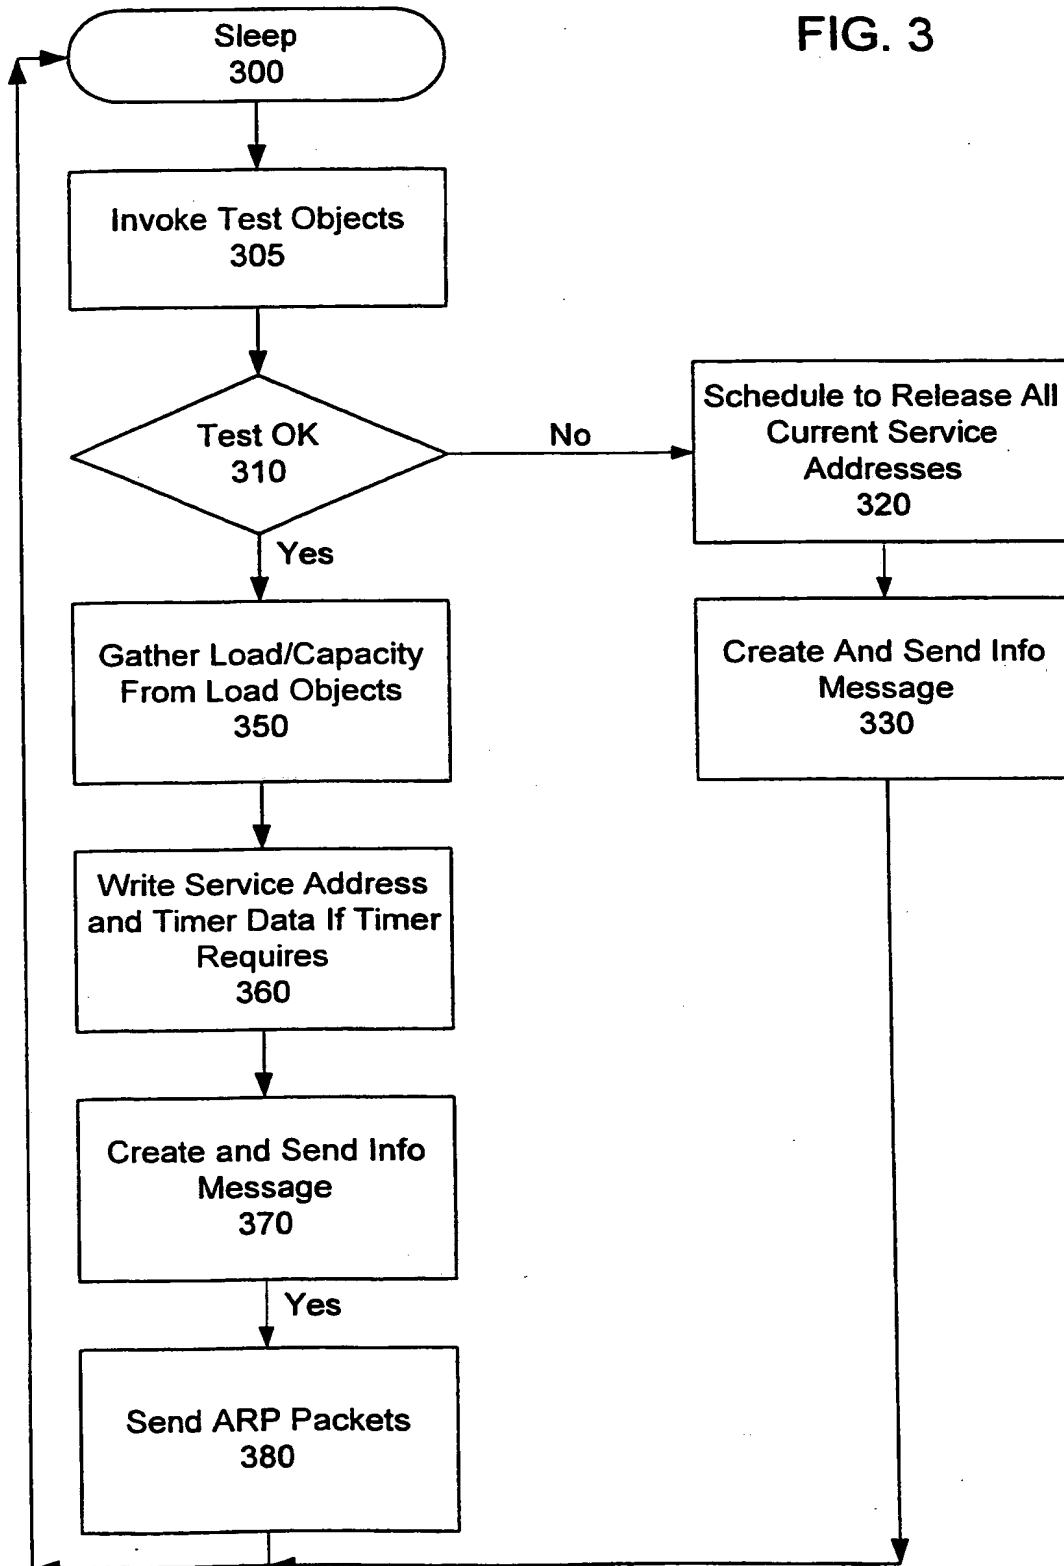 FIG. 3
Sleep
300
Invoke Test Objects
305
Test OK
310
No
Schedule to Release All
Current Service
Addresses
320
Yes
Create And Send Info
Message
330
Gather Load/Capacity
From Load Objects
350
Write Service Address
and Timer Data If Timer
Requires
360
Create and Send Info
Message
370
Yes
Send ARP Packets
380